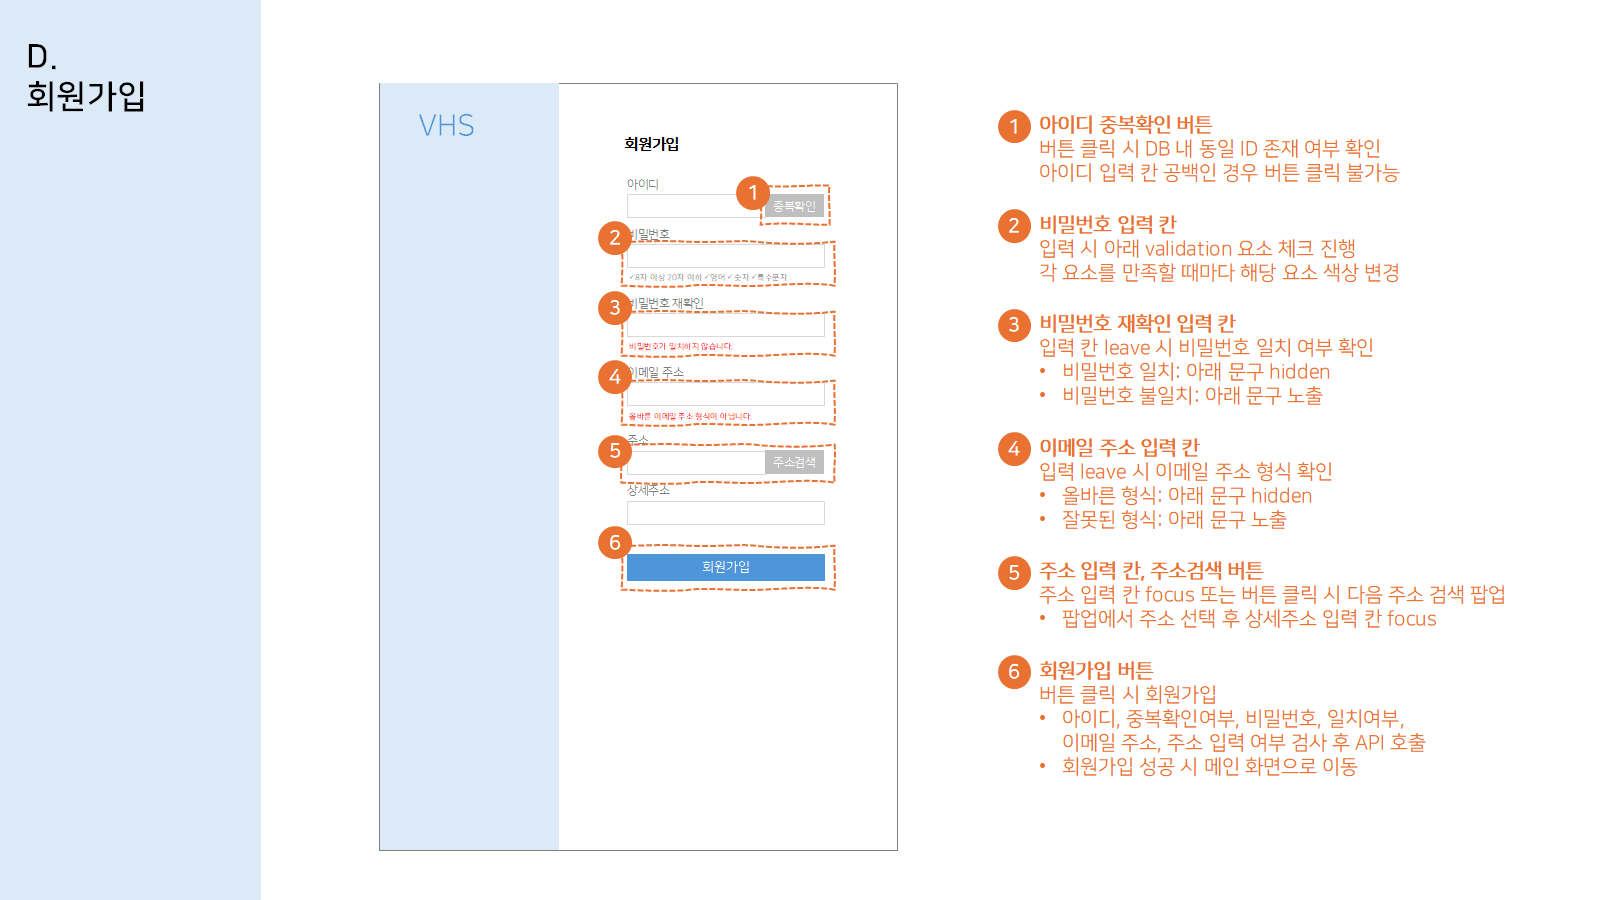 D.
회원가입
VHS
회원가입
아이디
1
중복확인
2
비밀번호
✓8자 이상 20자 이하 ✓영어 ✓숫자 ✓특수문자
3
비밀번호 재확인
비밀번호가 일치하지 않습니다.
4
이메일 주소
올바른 이메일 주소 형식이 아닙니다.
주소
5
주소검색
상세주소
6
회원가입
1 아이디 중복확인 버튼
버튼 클릭 시 DB 내 동일 ID 존재 여부 확인
아이디 입력 칸 공백인 경우 버튼 클릭 불가능
2 비밀번호 입력 칸
입력 시 아래 validation 요소 체크 진행
각 요소를 만족할 때마다 해당 요소 색상 변경
3 비밀번호 재확인 입력 칸
입력 칸 leave 시 비밀번호 일치 여부 확인
• 비밀번호 일치: 아래 문구 hidden
• 비밀번호 불일치: 아래 문구 노출
4 이메일 주소 입력 칸
입력 leave 시 이메일 주소 형식 확인
• 올바른 형식: 아래 문구 hidden
• 잘못된 형식: 아래 문구 노출
5 주소 입력 칸, 주소검색 버튼
주소 입력 칸 focus 또는 버튼 클릭 시 다음 주소 검색 팝업
• 팝업에서 주소 선택 후 상세주소 입력 칸 focus
6 회원가입 버튼
버튼 클릭 시 회원가입
• 아이디, 중복확인여부, 비밀번호, 일치여부,
이메일 주소, 주소 입력 여부 검사 후 API 호출
• 회원가입 성공 시 메인 화면으로 이동